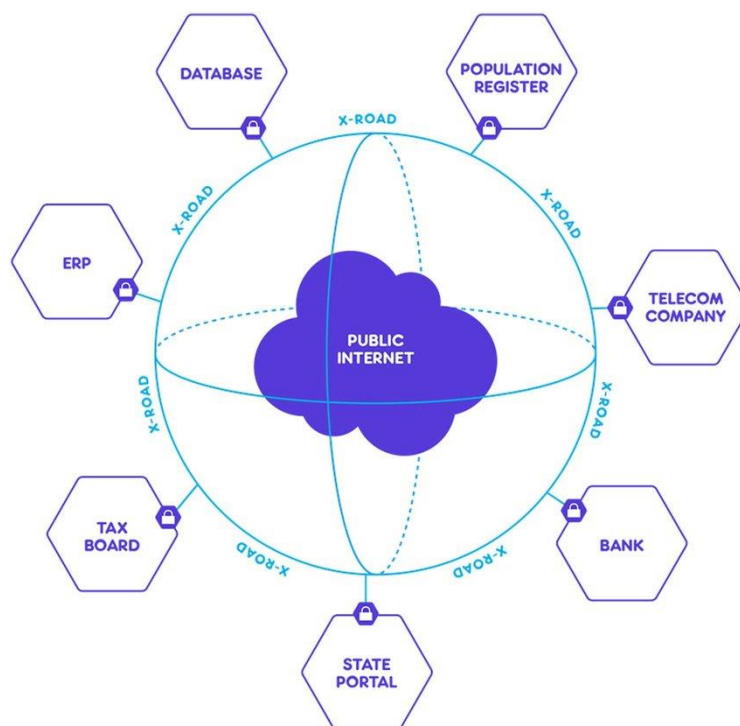 DATABASE
POPULATION
REGISTER
X-ROAD
X-ROAD
X-ROAD
ERP
TELECOM
COMPANY
PUBLIC
INTERNET
X-ROAD
X-ROAD
TAX
BOARD
BANK
X-ROAD
X-ROAD
STATE
PORTAL